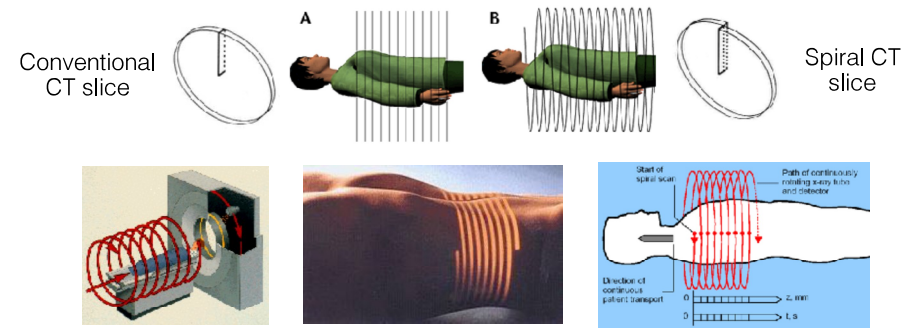 Conventional
CT slice
A
B
Spiral CT
slice
Start of
spiral scan
Path of continuously
rotating x-ray tube
and detector
Direction of
continuous
patient transport
0
z, mm
0
t, s